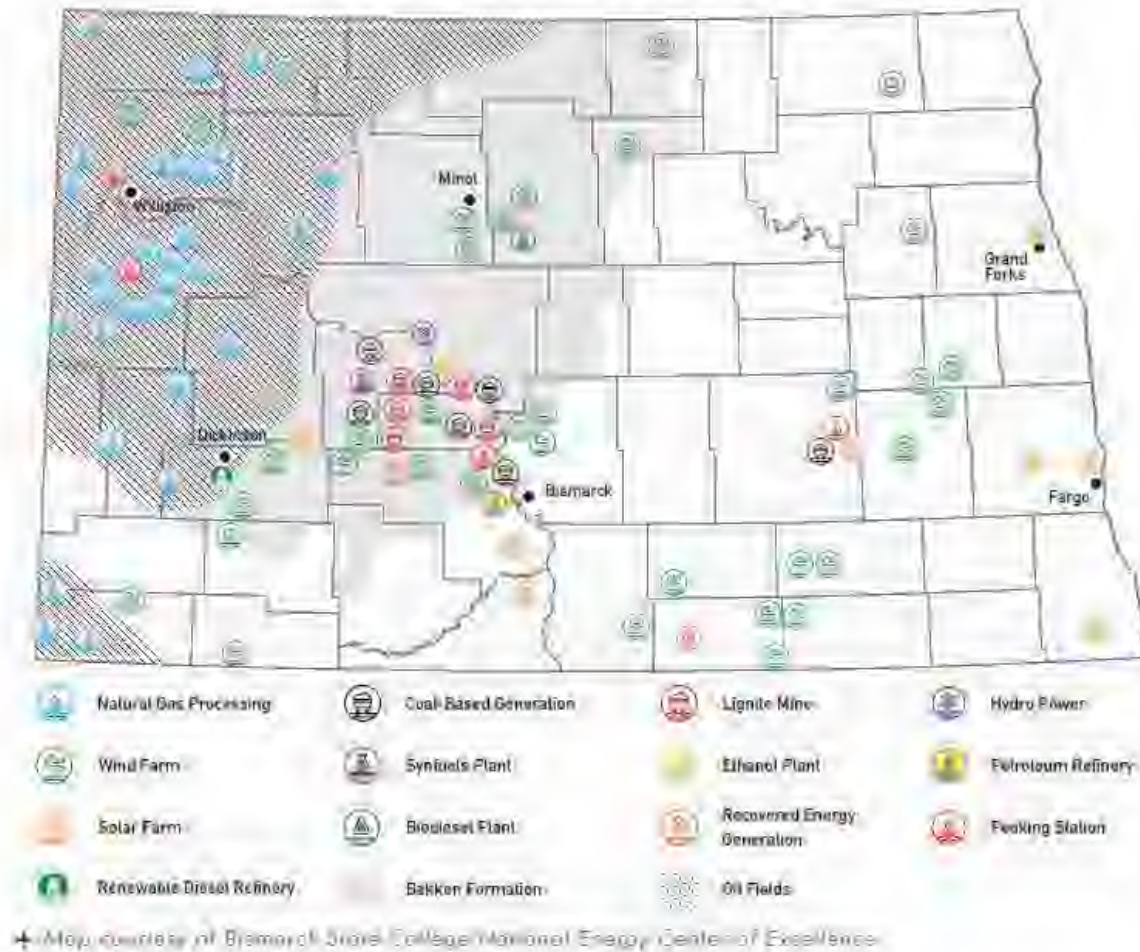 Minot
Williston
Grand
Forks
Dickinson
Bismarck
Fargo
Natural Gas Processing
Coal-Based Generation
Lignite Mine
Hydro Power
Wind Farm
Synfuels Plant
Ethanol Plant
Petroleum Refinery
Solar Farm
Biodiesel Plant
Recovered Energy
Generation
Peaking Station
Renewable Diesel Refinery
Bakken Formation
Oil Fields
Map courtesy of Bismarck State College National Energy Center of Excellence